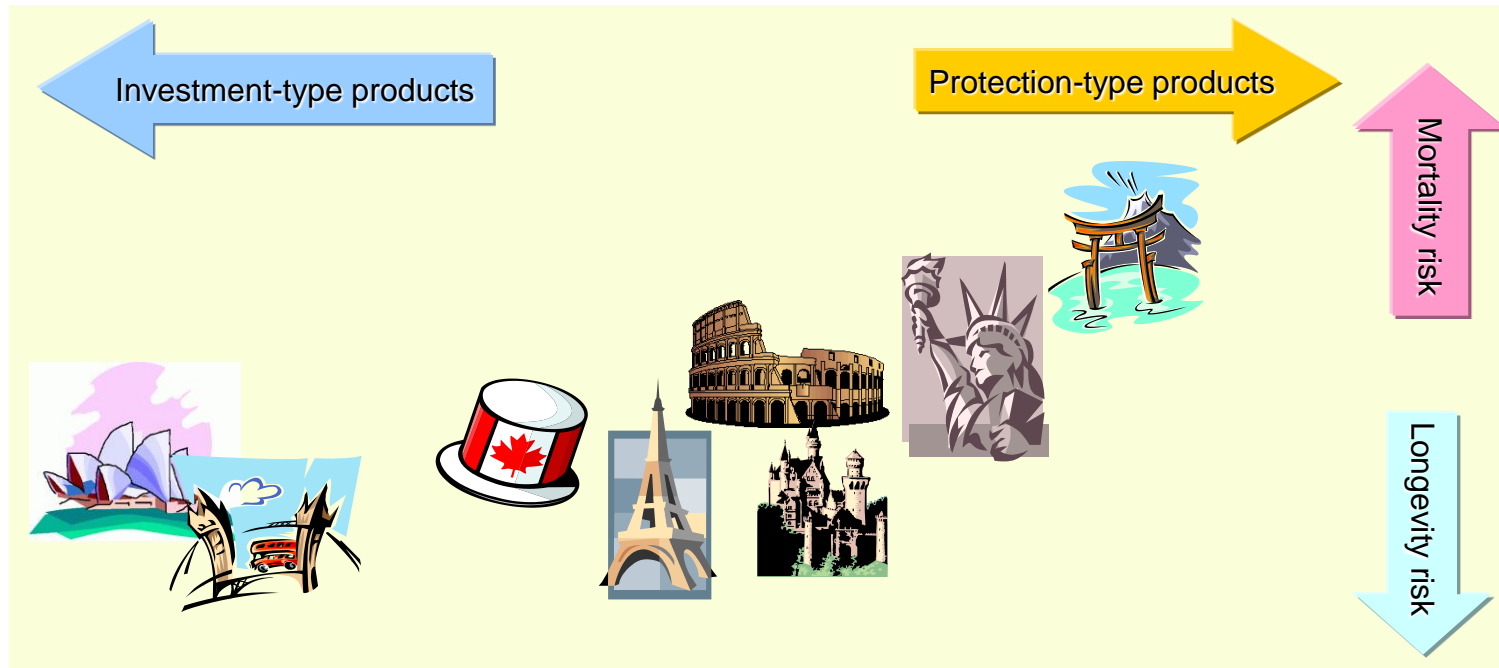 Investment-type products
Protection-type products
Mortality risk
Longevity risk